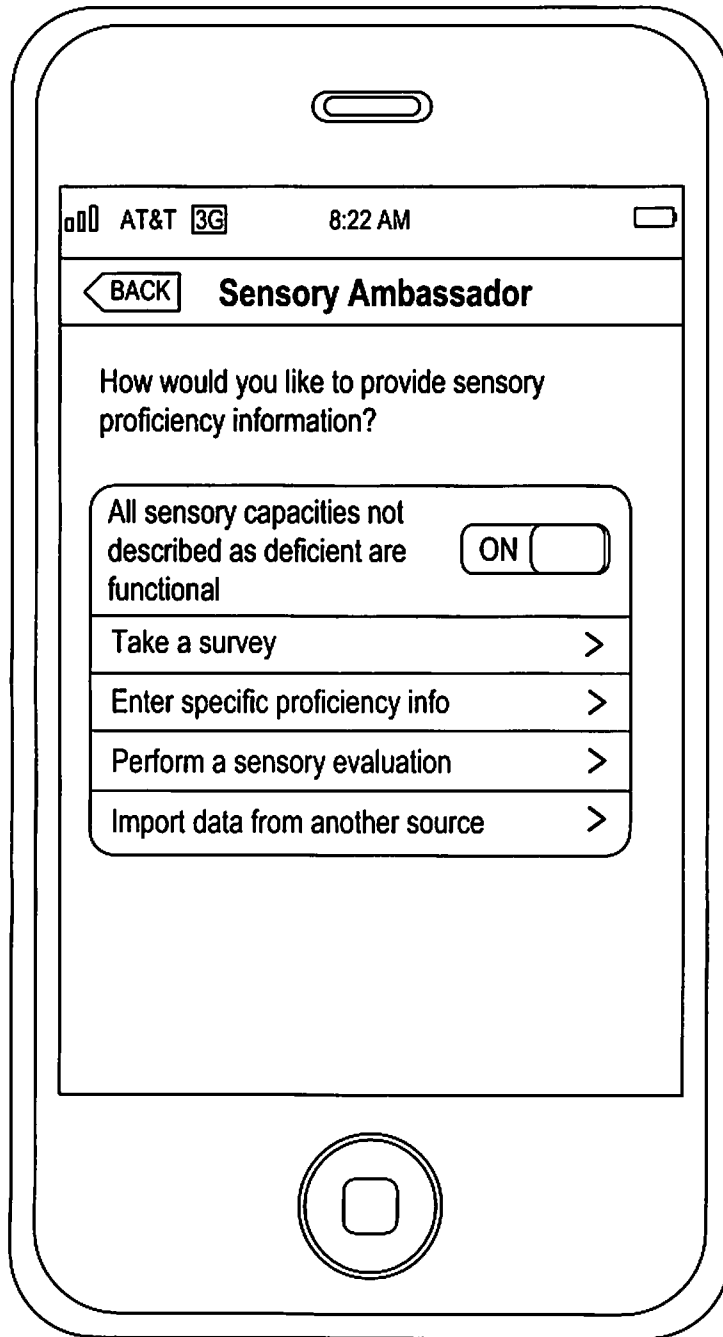 AT&T 3G 8:22 AM
BACK Sensory Ambassador
How would you like to provide sensory
proficiency information?
All sensory capacities not
described as deficient are
functional
ON
Take a survey >
Enter specific proficiency info >
Perform a sensory evaluation >
Import data from another source >